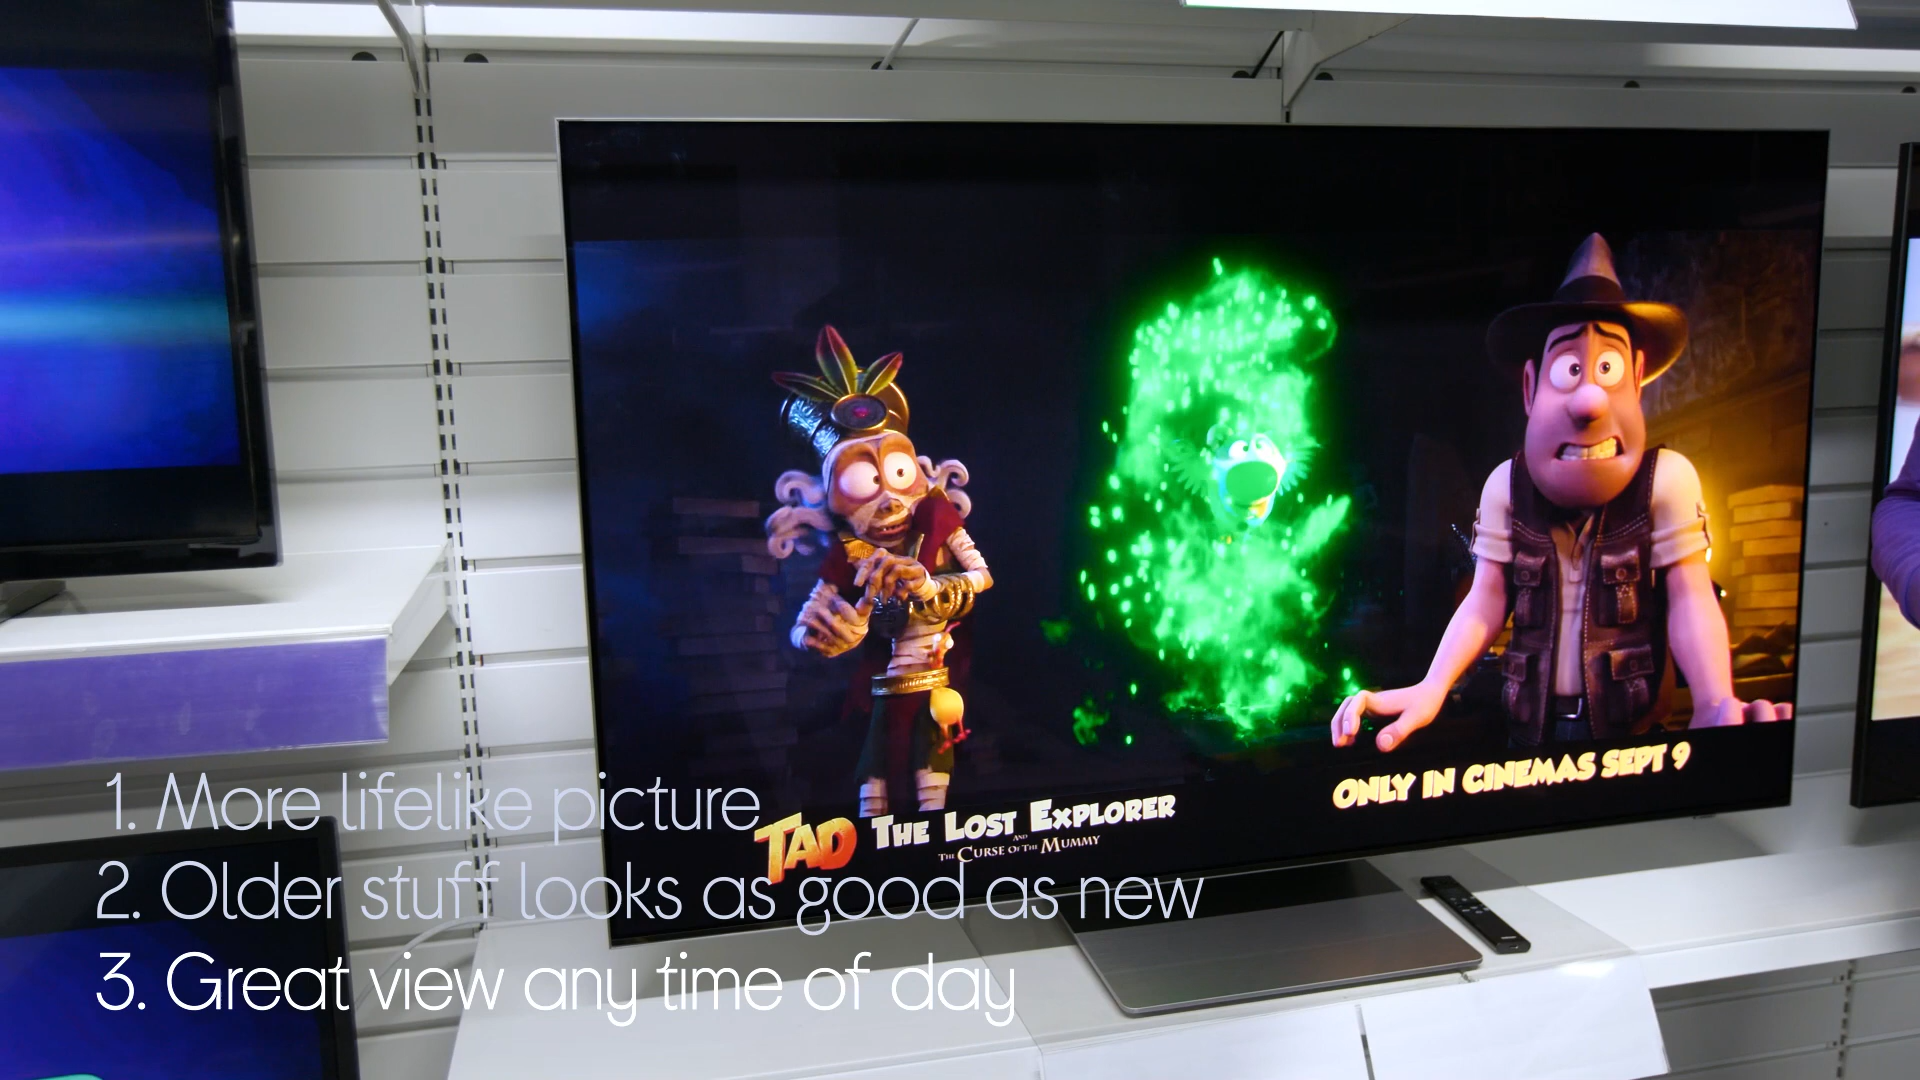 ONLY IN CINEMAS SEPT 9
TAD THE LOST EXPLORER
AND
THE CURSE OF THE MUMMY
1. More lifelike picture
2. Older stuff looks as good as new
3. Great view any time of day